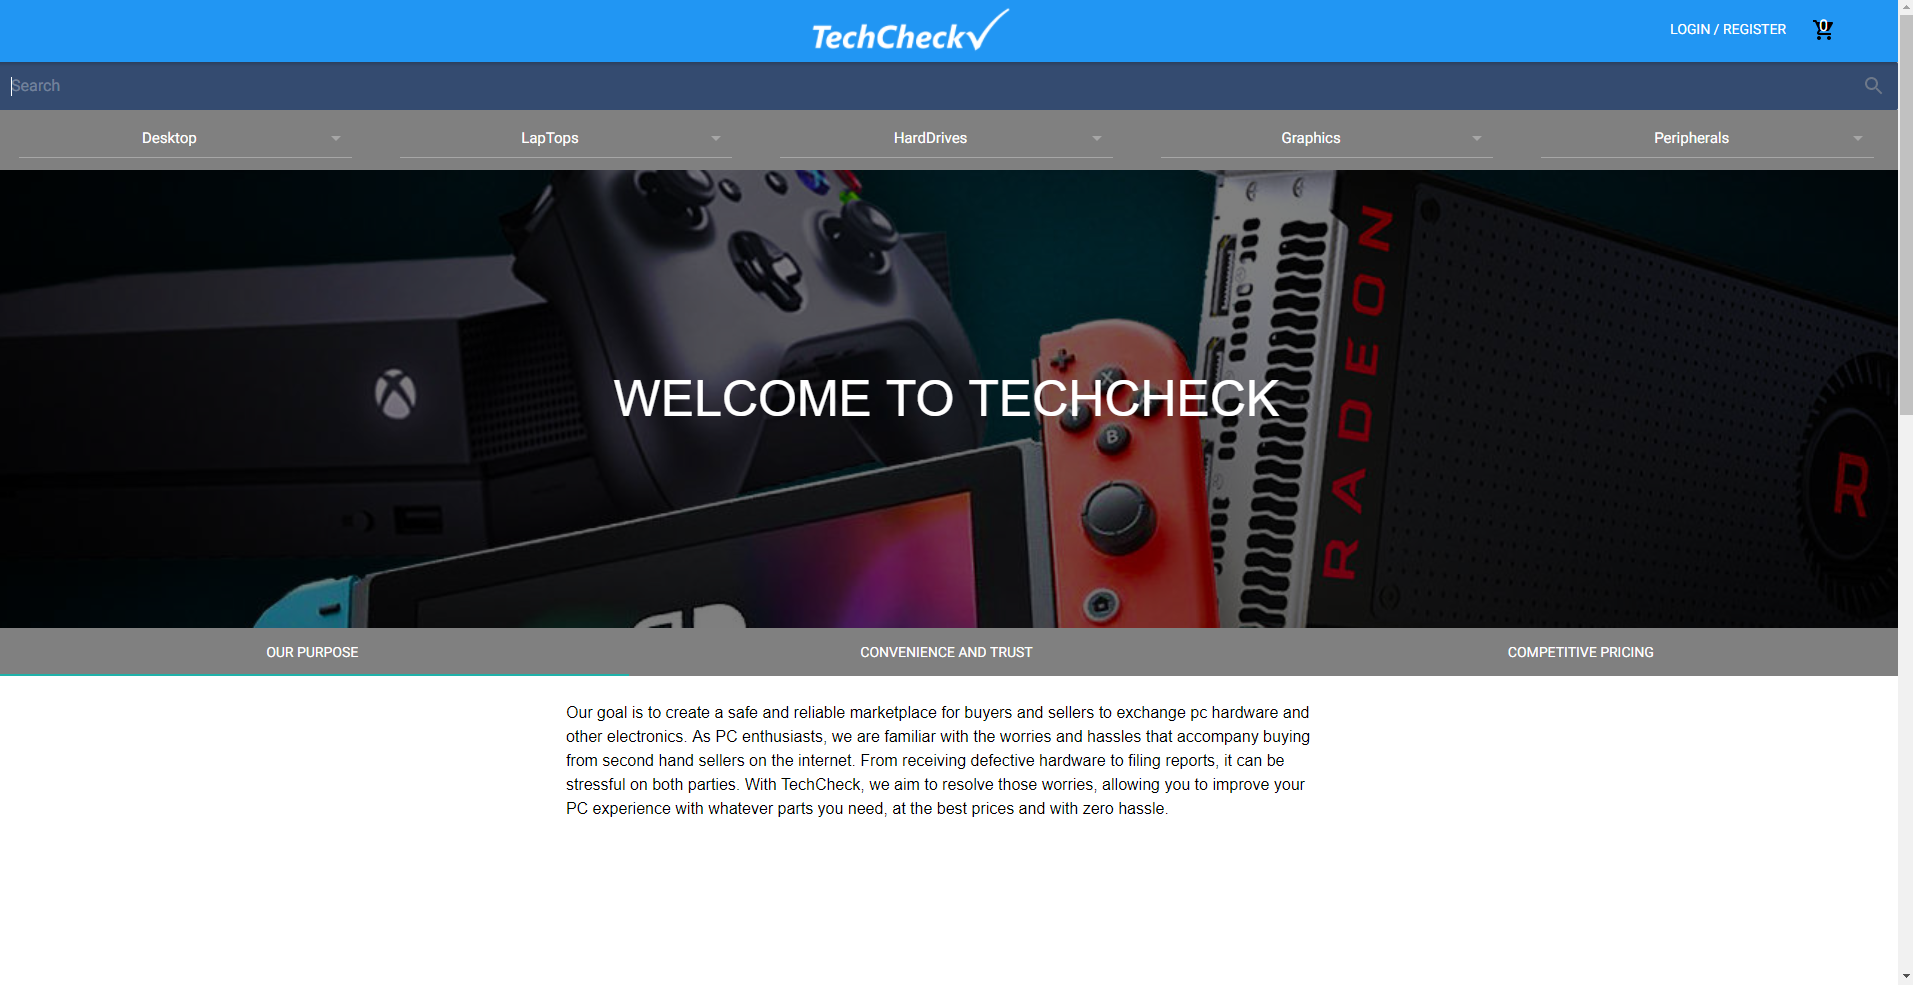 TechCheck
LOGIN / REGISTER
0
Search
Desktop
LapTops
HardDrives
Graphics
Peripherals
WELCOME TO TECHCHECK
X
Y
B
RADEON
R
OUR PURPOSE
CONVENIENCE AND TRUST
COMPETITIVE PRICING
Our goal is to create a safe and reliable marketplace for buyers and sellers to exchange pc hardware and
other electronics. As PC enthusiasts, we are familiar with the worries and hassles that accompany buying
from second hand sellers on the internet. From receiving defective hardware to filing reports, it can be
stressful on both parties. With TechCheck, we aim to resolve those worries, allowing you to improve your
PC experience with whatever parts you need, at the best prices and with zero hassle.